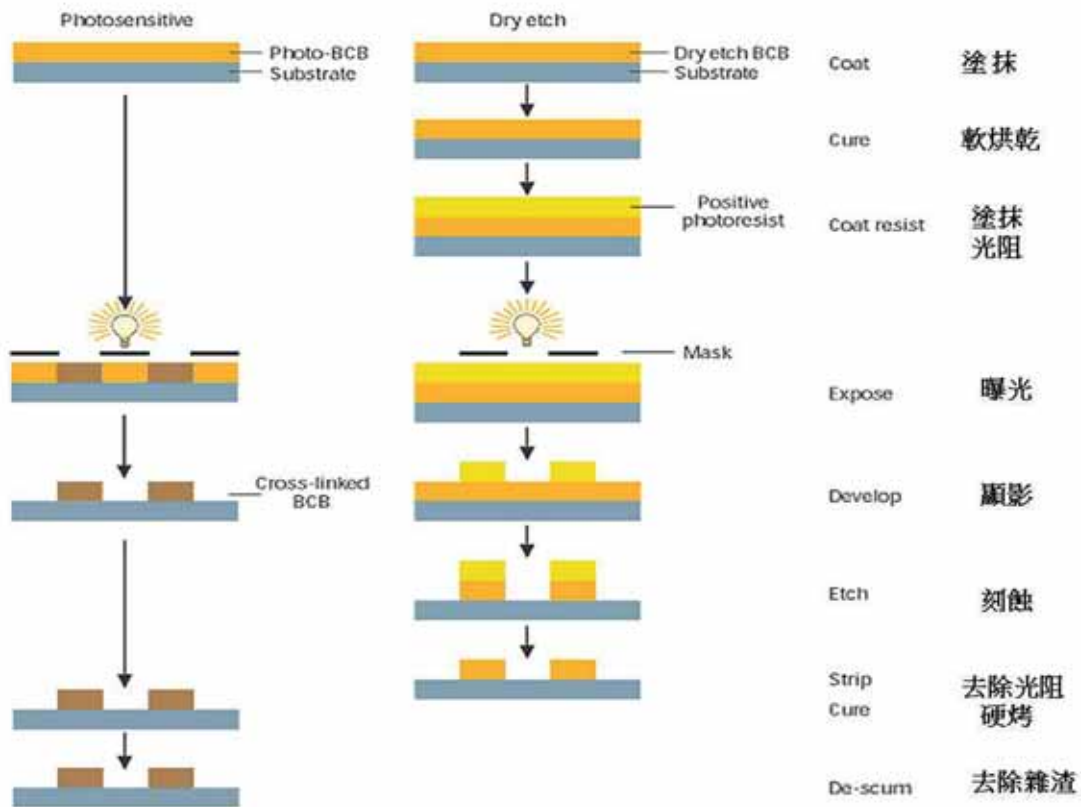 Photosensitive
Dry etch
Photo-BCB
Substrate
Dry etch BCB
Substrate
Coat
塗抹
Cure
軟烘乾
Positive
photoresist
Coat resist
塗抹
光阻
Mask
Expose
曝光
Cross-linked
BCB
Develop
顯影
Etch
刻蝕
Strip
去除光阻
Cure
硬烤
De-scum
去除雜渣